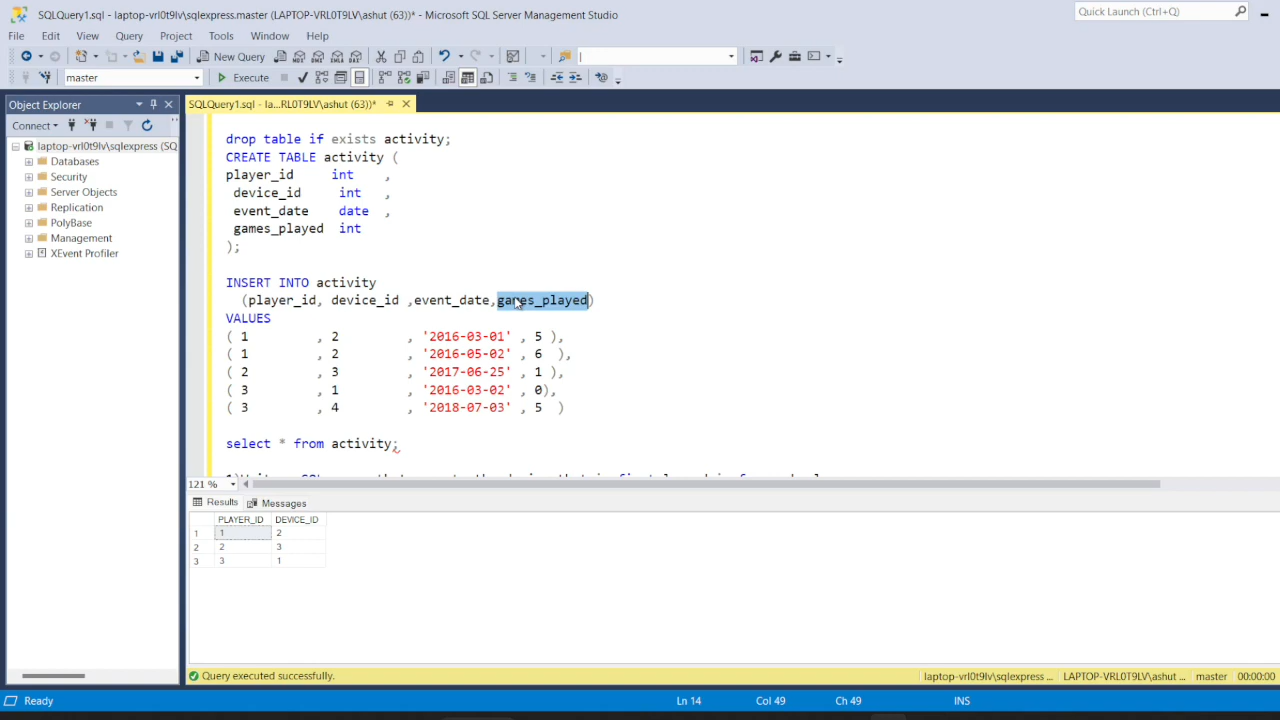 SQLQuery1.sql - laptop-vrl0t9lv\sqlexpress.master (LAPTOP-VRL0T9LV\ashut (63))* - Microsoft SQL Server Management Studio
Quick Launch (Ctrl+Q)
File Edit View Query Project Tools Window Help
New Query
master
Execute
Object Explorer
SQLQuery1.sql - la...RL0T9LV\ashut (63))*
Connect
laptop-vrl0t9lv\sqlexpress (SQ
Databases
Security
Server Objects
Replication
PolyBase
Management
XEvent Profiler
drop table if exists activity;
CREATE TABLE activity (
player_id int ,
device_id int ,
event_date date ,
games_played int
);
INSERT INTO activity
(player_id, device_id ,event_date,games_played)
VALUES
( 1 , 2 , '2016-03-01' , 5 ),
( 1 , 2 , '2016-05-02' , 6 ),
( 2 , 3 , '2017-06-25' , 1 ),
( 3 , 1 , '2016-03-02' , 0),
( 3 , 4 , '2018-07-03' , 5 )
select * from activity;
121 %
Results Messages
PLAYER_ID DEVICE_ID
1 1 2
2 2 3
3 3 1
Query executed successfully.
laptop-vrl0t9lv\sqlexpress ... LAPTOP-VRL0T9LV\ashut ... master 00:00:00
Ready Ln 14 Col 49 Ch 49 INS